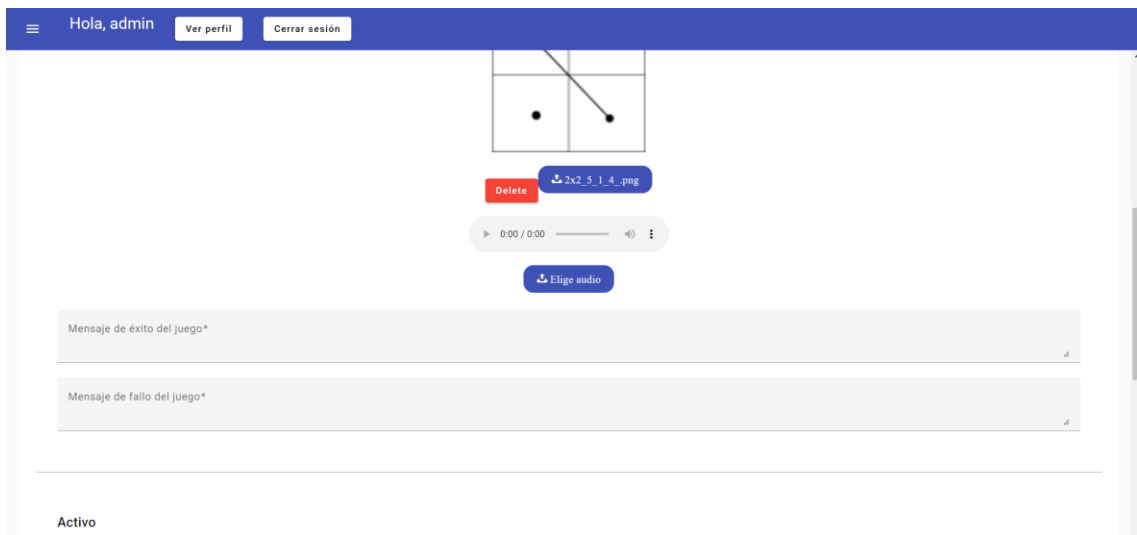 Hola, admin
Ver perfil
Cerrar sesión
Delete
2x2_5_1_4_.png
0:00 / 0:00
Elige audio
Mensaje de éxito del juego*
Mensaje de fallo del juego*
Activo